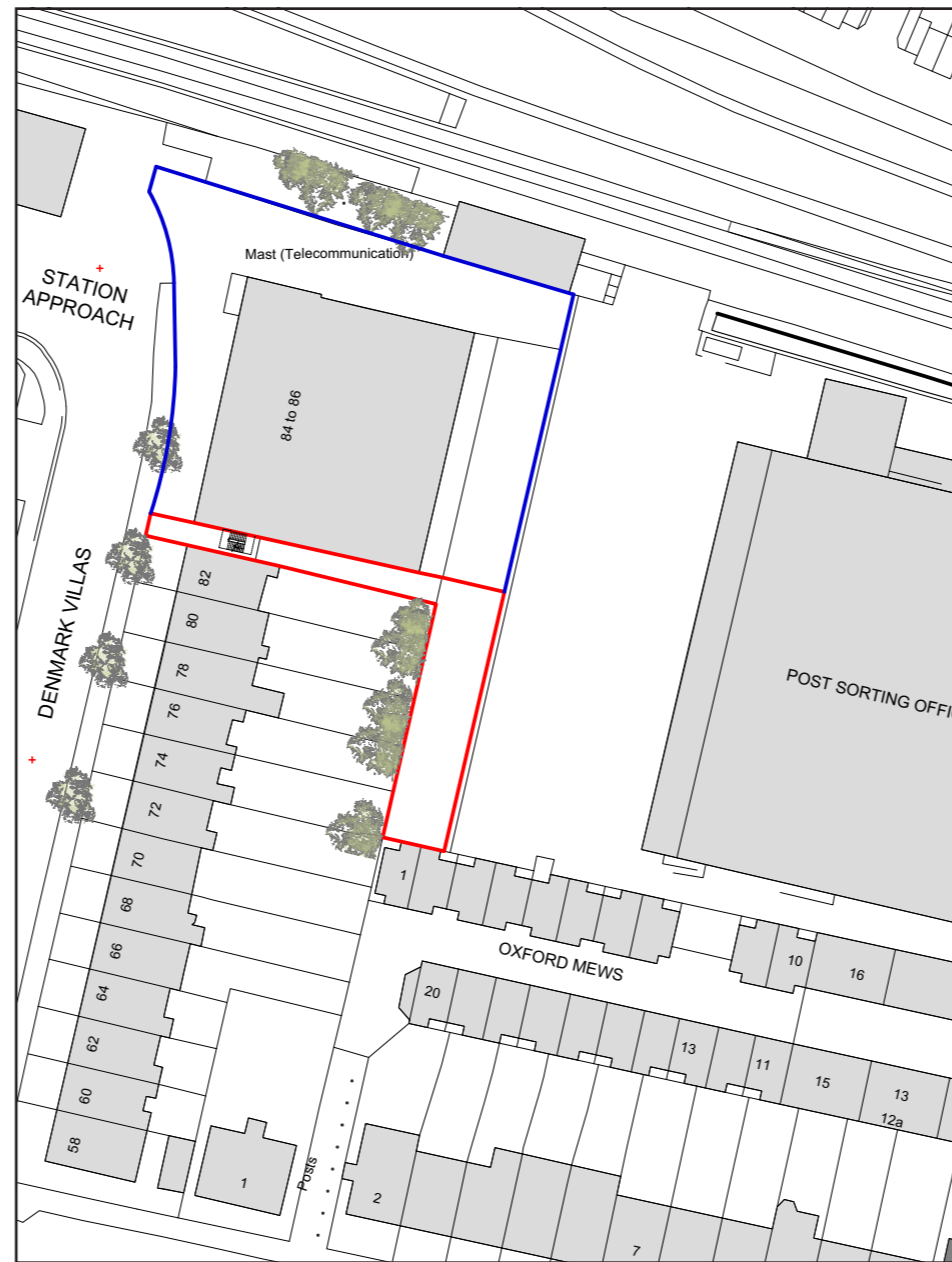 Mast (Telecommunication)
STATION
APPROACH
84 to 86
DENMARK VILLAS
82
80
78
76
74
72
70
68
66
64
62
60
58
POST SORTING OFFI
1
OXFORD MEWS
10
16
20
13
11
15
13
12a
1
Posts
2
7